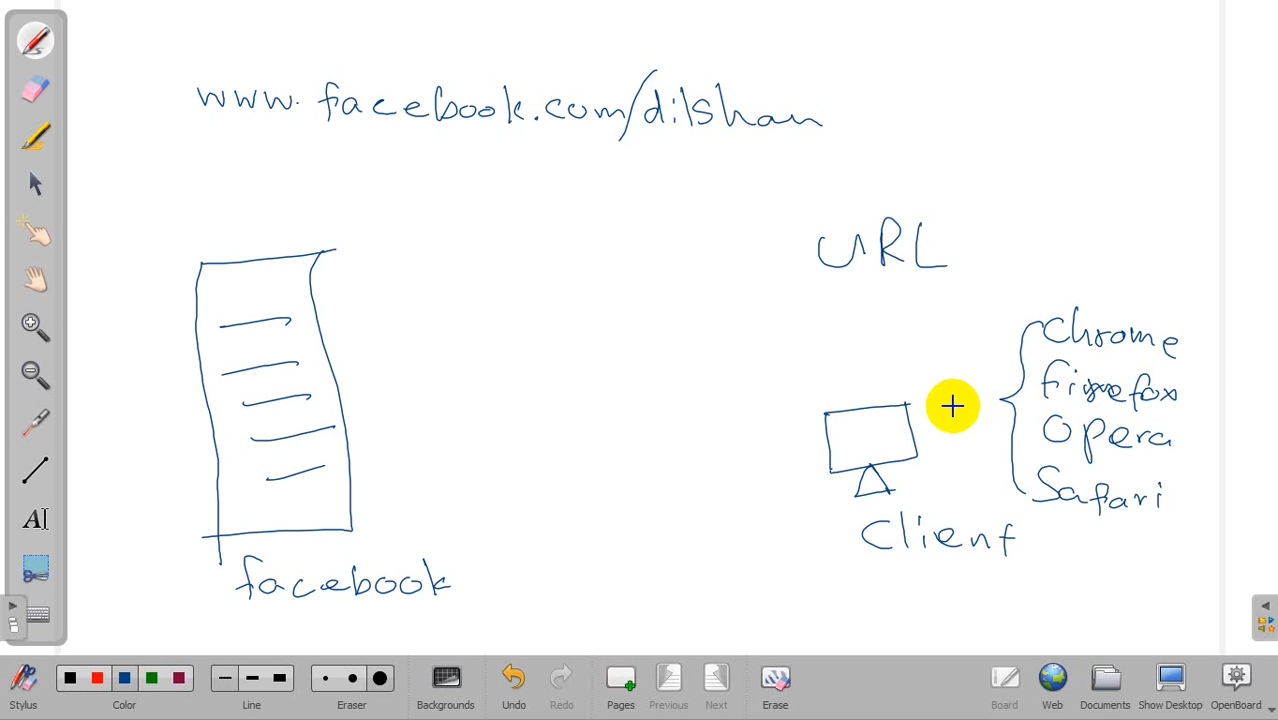 www.facebook.com/dilshan
URL
Chrome
Firefox
Opera
Safari
Client
facebook
A
Stylus
Color
Line
Eraser
Backgrounds
Undo
Redo
Pages
Previous
Next
Erase
Board
Web
Documents
Show Desktop
OpenBoard